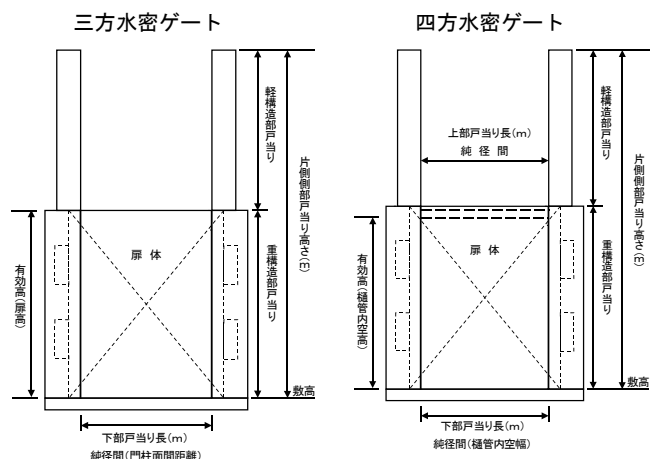 三方水密ゲート
軽構造部戸当り
片側側部戸当り高さ(m)
有効高(扉高)
扉体
重構造部戸当り
敷高
下部戸当り長(m)
純径間(門柱面間距離)
四方水密ゲート
上部戸当り長(m)
純径間
軽構造部戸当り
片側側部戸当り高さ(m)
有効高(樋管内空高)
扉体
重構造部戸当り
敷高
下部戸当り長(m)
純径間(樋管内空幅)